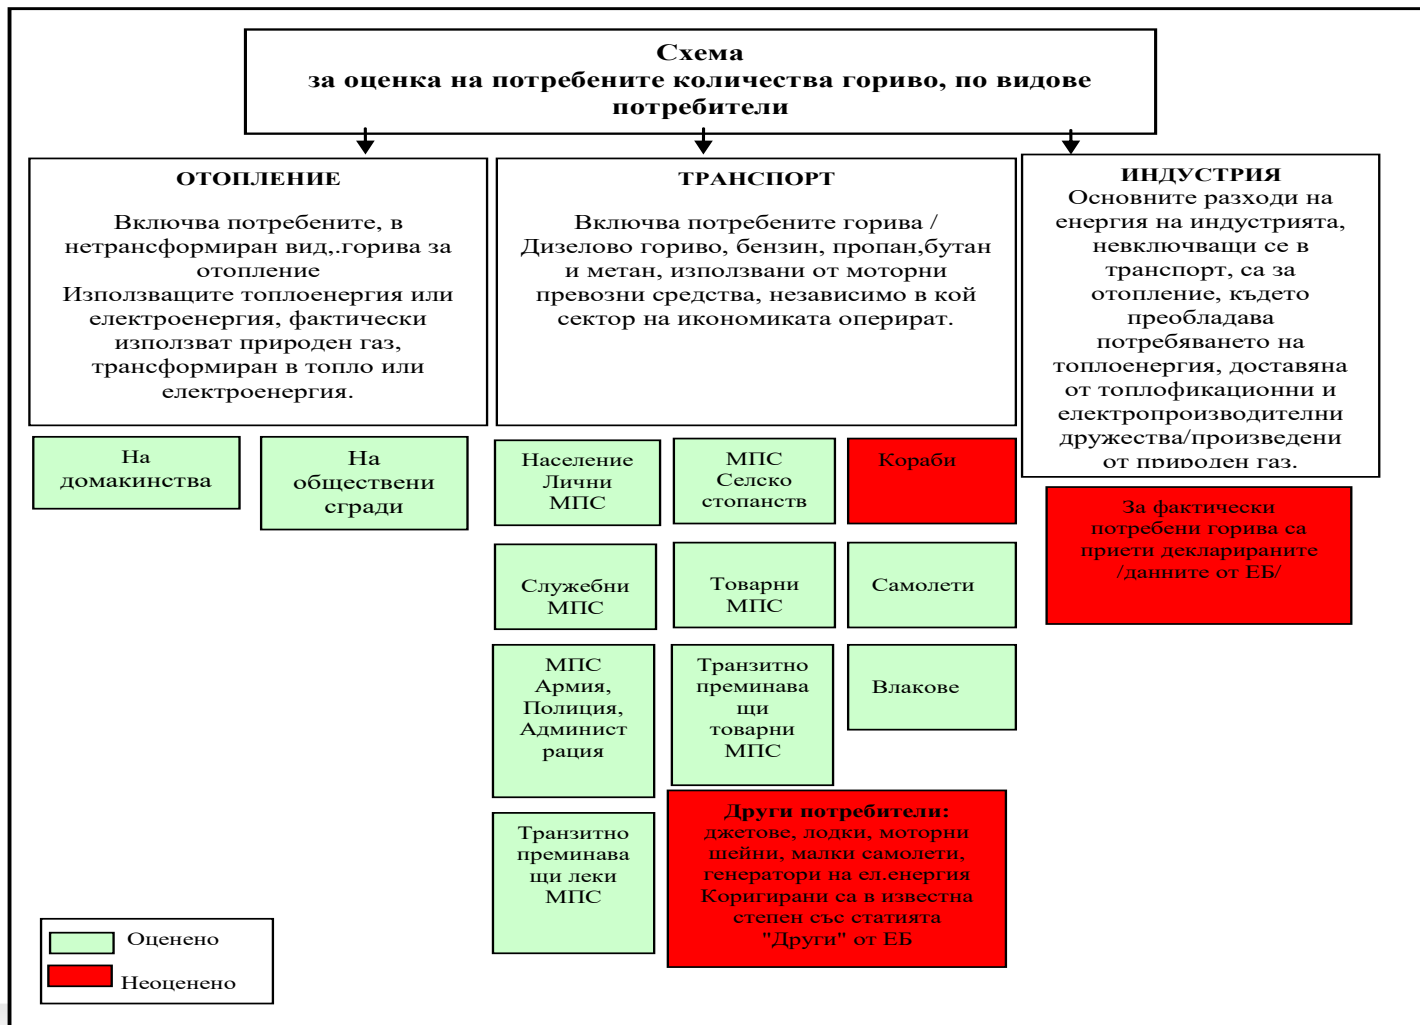 Схема
за оценка на потребените количества гориво, по видове
потребители
ОТОПЛЕНИЕ
Включва потребените, в
нетрансформиран вид,.горива за
отопление
Използващите топлоенергия или
електроенергия, фактически
използват природен газ,
трансформиран в топло или
електроенергия.
ТРАНСПОРТ
Включва потребените горива /
Дизелово гориво, бензин, пропан,бутан
и метан, използвани от моторни
превозни средства, независимо в кой
сектор на икономиката оперират.
ИНДУСТРИЯ
Основните разходи на
енергия на индустрията,
невключващи се в
транспорт, са за
отопление, където
преобладава
потребяването на
топлоенергия, доставяна
от топлофикационни и
електропроизводителни
дружества/произведени
от природен газ.
На
домакинства
На
обществени
сгради
Население
Лични
МПС
МПС
Селско
стопанств
Кораби
За фактически
потребени горива са
приети декларираните
/данните от ЕБ/
Служебни
МПС
Товарни
МПС
Самолети
МПС
Армия,
Полиция,
Админист
рация
Транзитно
преминава
щи
товарни
МПС
Влакове
Транзитно
преминава
щи леки
МПС
Други потребители:
джетове, лодки, моторни
шейни, малки самолети,
генератори на ел.енергия
Коригирани са в известна
степен със статията
"Други" от ЕБ
Оценено
Неоценено